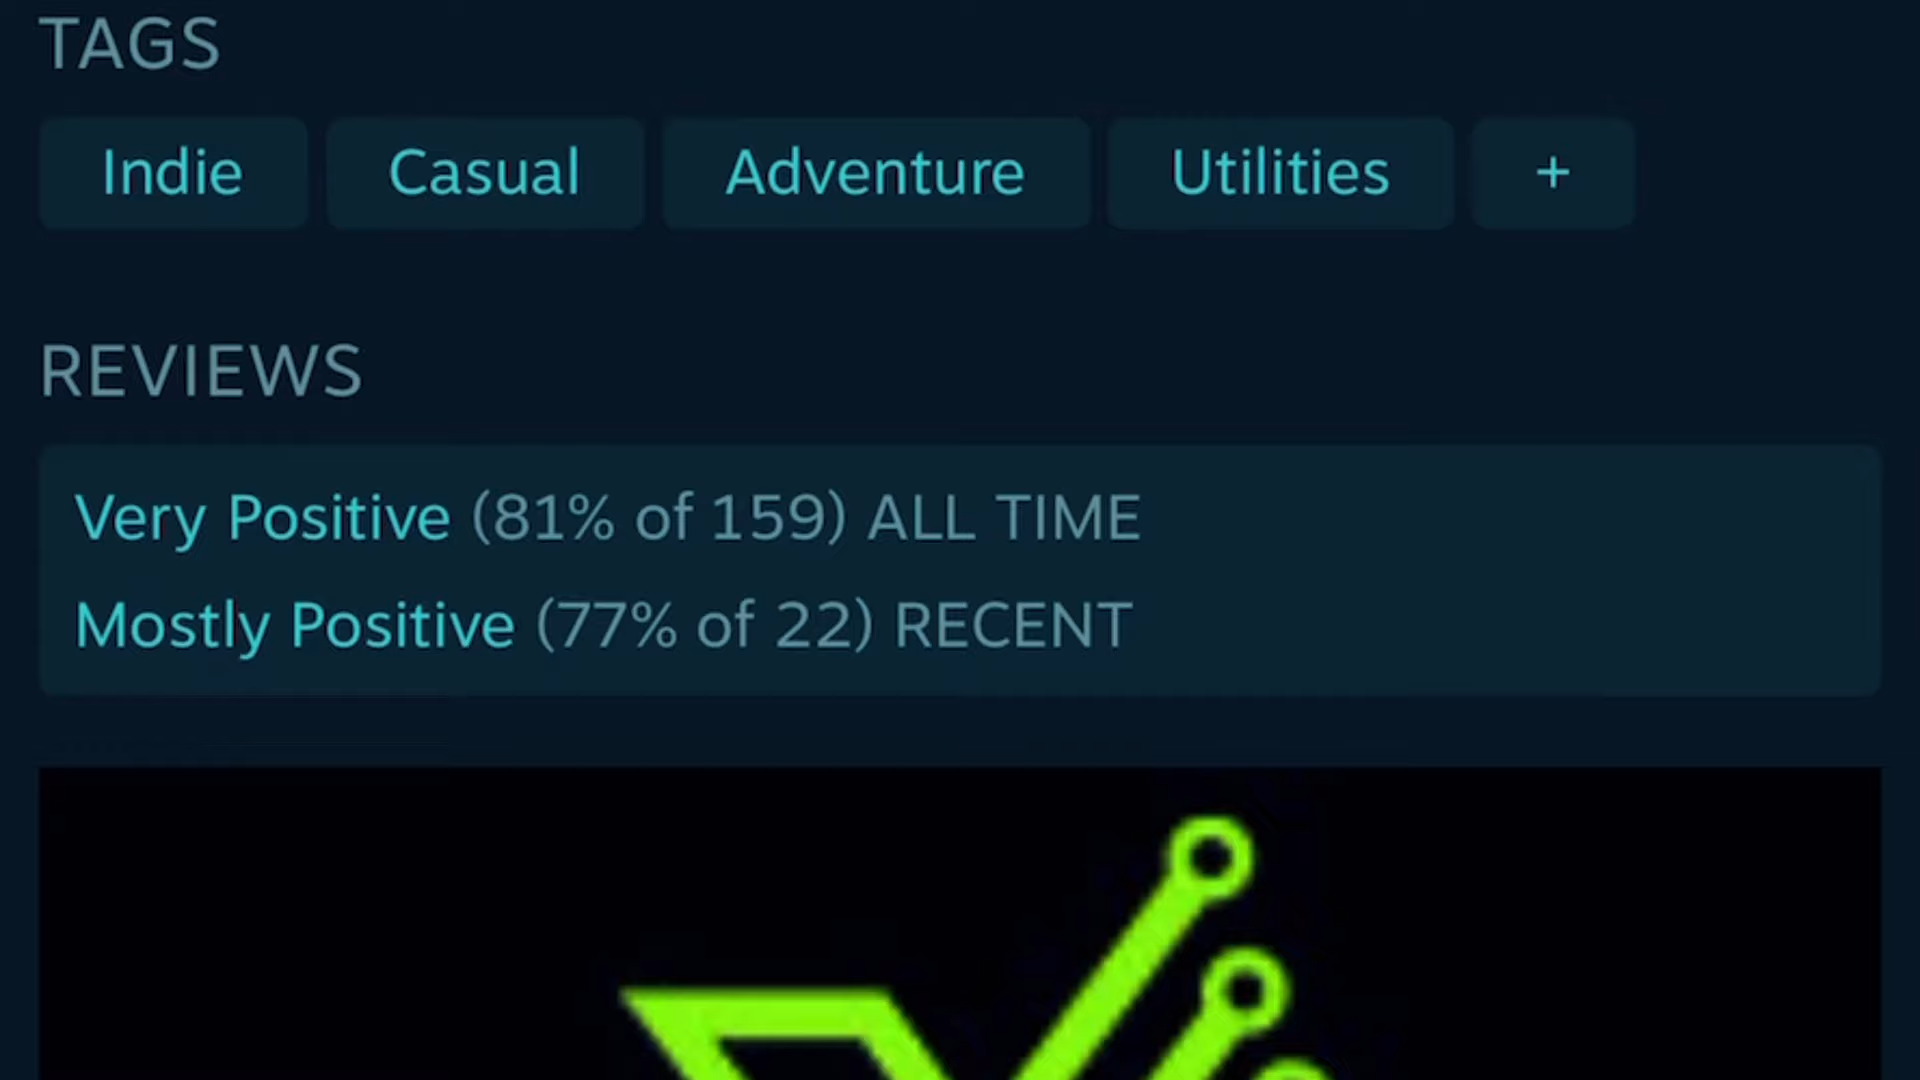 TAGS
Indie Casual Adventure Utilities +
REVIEWS
Very Positive (81% of 159) ALL TIME
Mostly Positive (77% of 22) RECENT